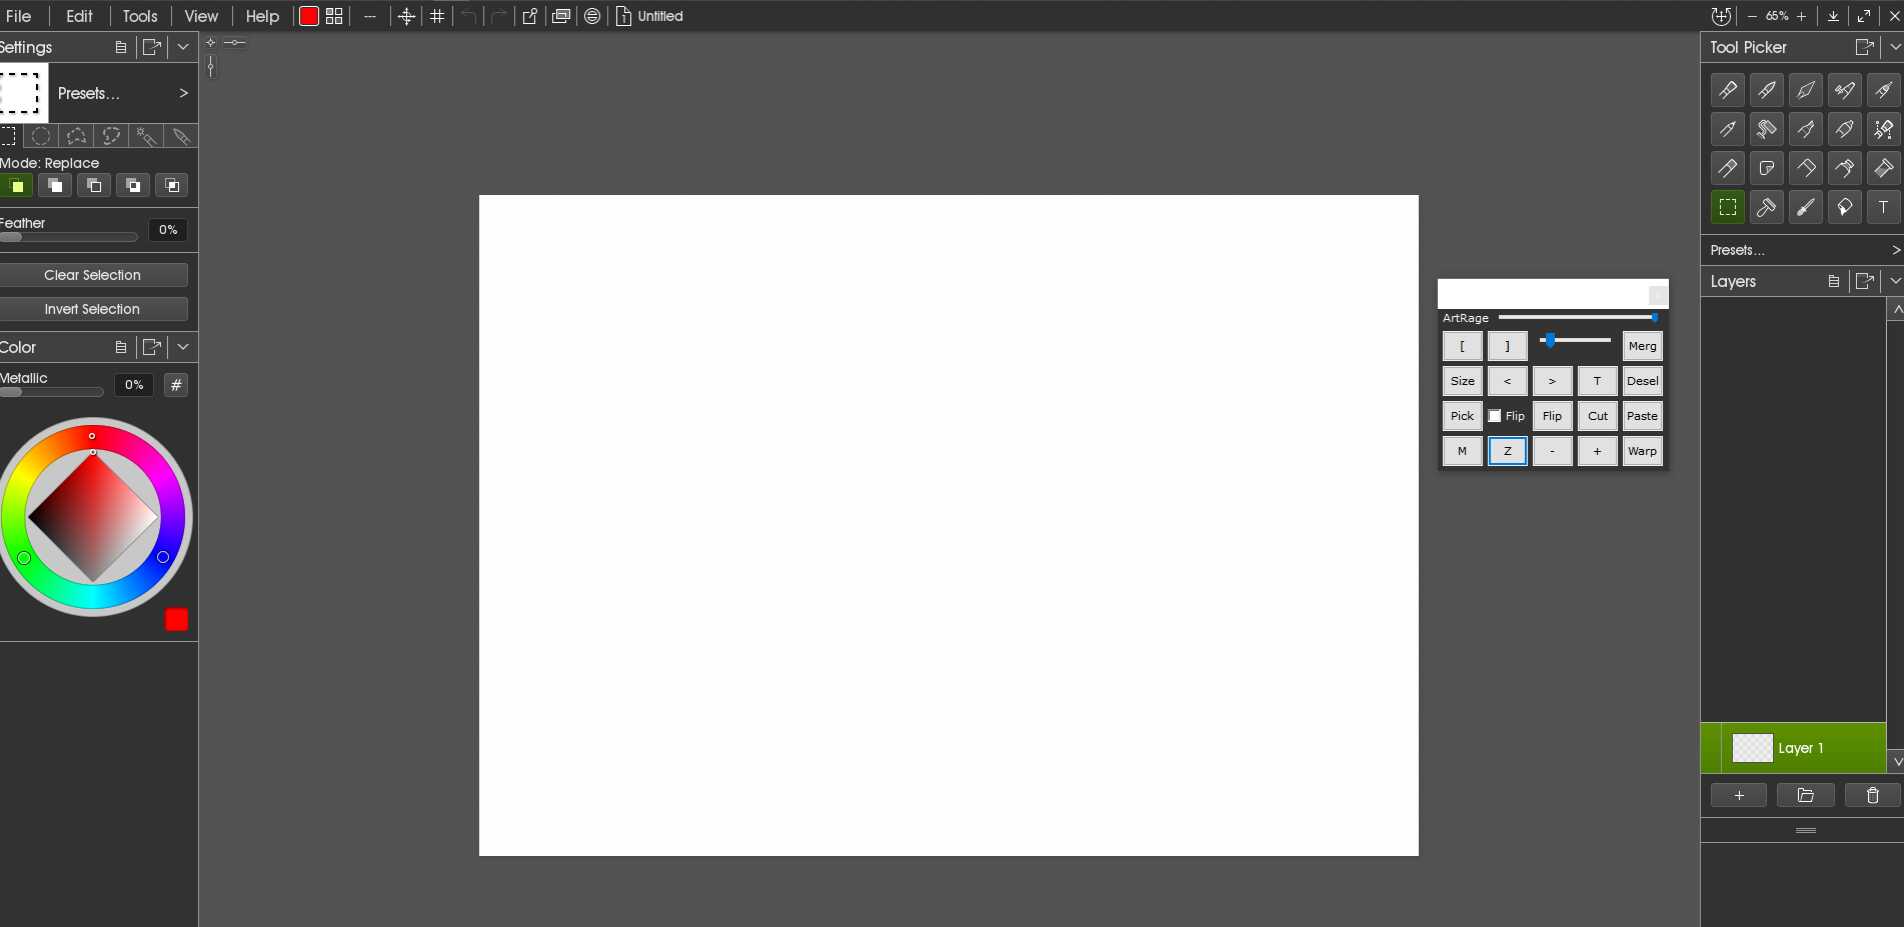 File Edit Tools View Help --- # Untitled 65%
Settings
Presets...
Mode: Replace
Feather
0%
Clear Selection
Invert Selection
Color
Metallic
0% #
ArtRage
[ ] Merg
Size < > T Desel
Pick Flip Flip Cut Paste
M Z - + Warp
Tool Picker
T
Presets...
Layers
Layer 1